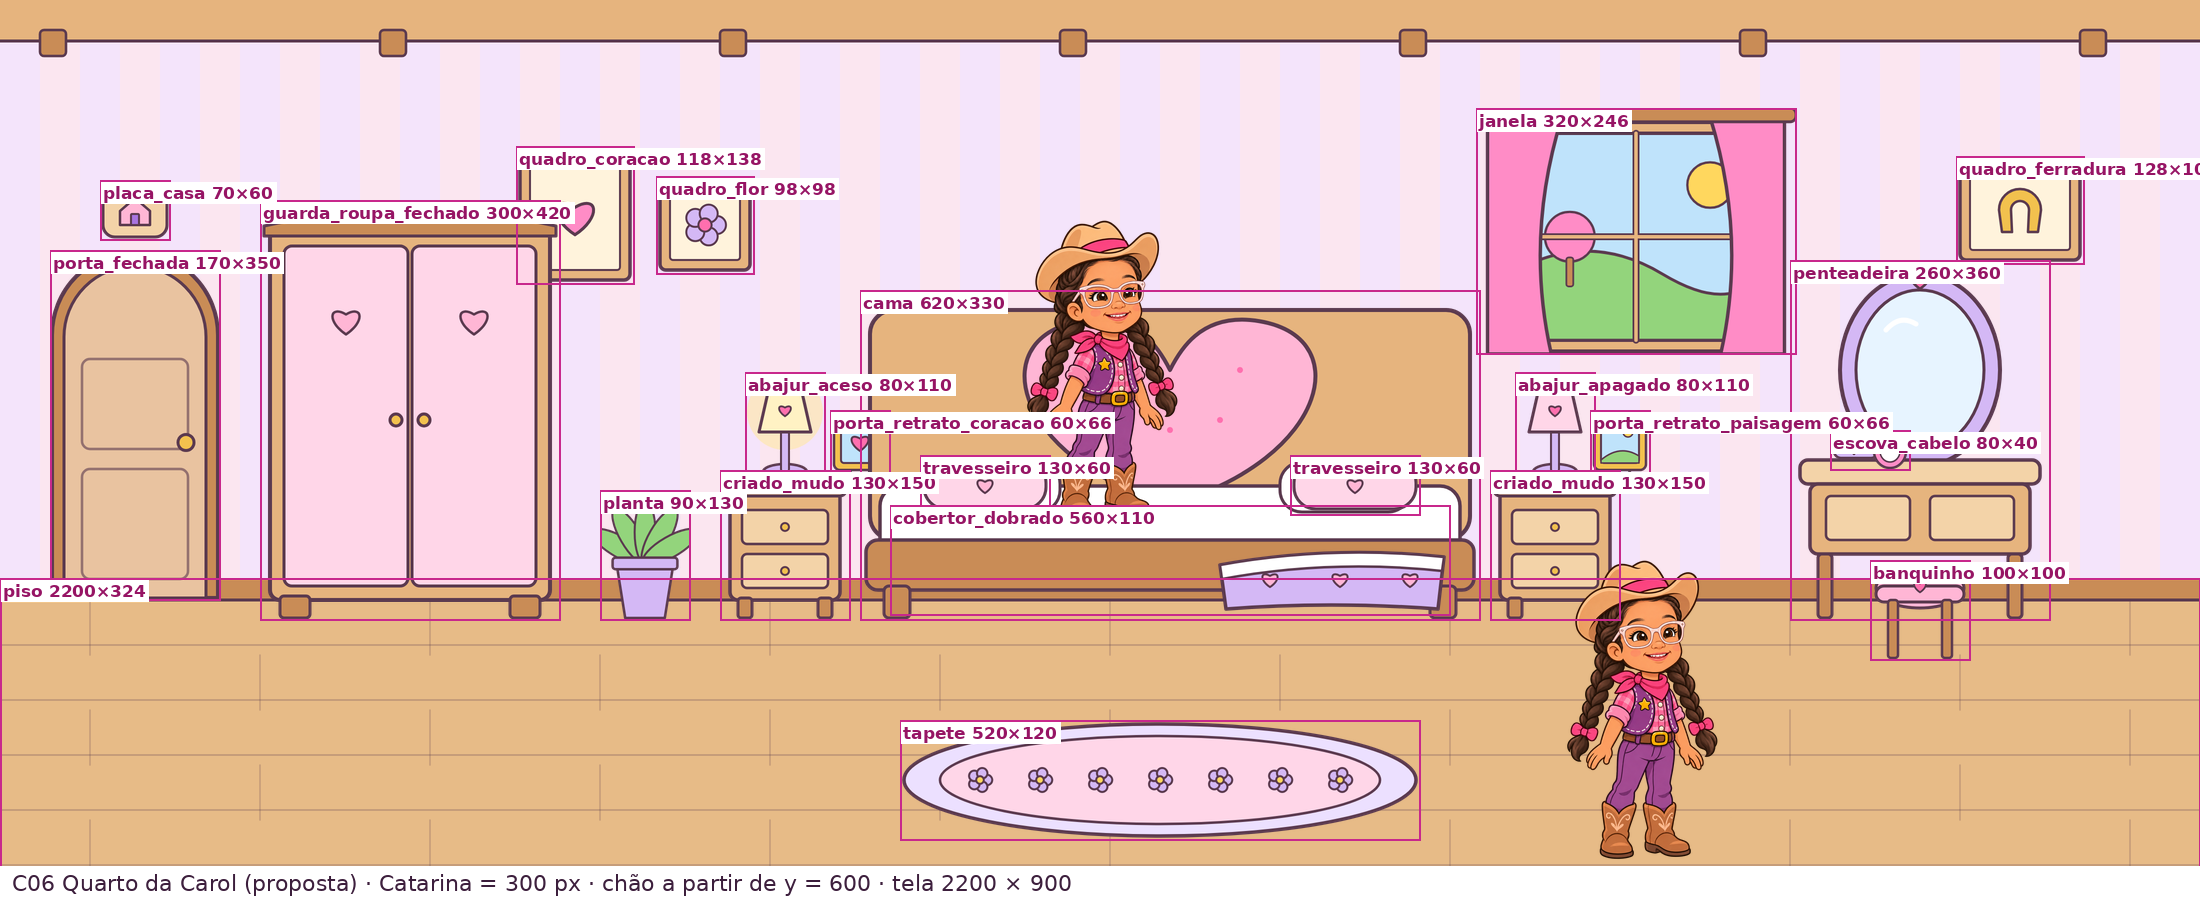 janela 320×246
quadro_coracao 118×138
quadro_ferradura 128×10
placa_casa 70×60
quadro_flor 98×98
guarda_roupa_fechado 300×420
porta_fechada 170×350
penteadeira 260×360
cama 620×330
abajur_aceso 80×110
abajur_apagado 80×110
porta_retrato_coracao 60×66
porta_retrato_paisagem 60×66
escova_cabelo 80×40
travesseiro 130×60
travesseiro 130×60
criado_mudo 130×150
criado_mudo 130×150
planta 90×130
cobertor_dobrado 560×110
banquinho 100×100
piso 2200×324
tapete 520×120
C06 Quarto da Carol (proposta) · Catarina = 300 px · chão a partir de y = 600 · tela 2200 × 900